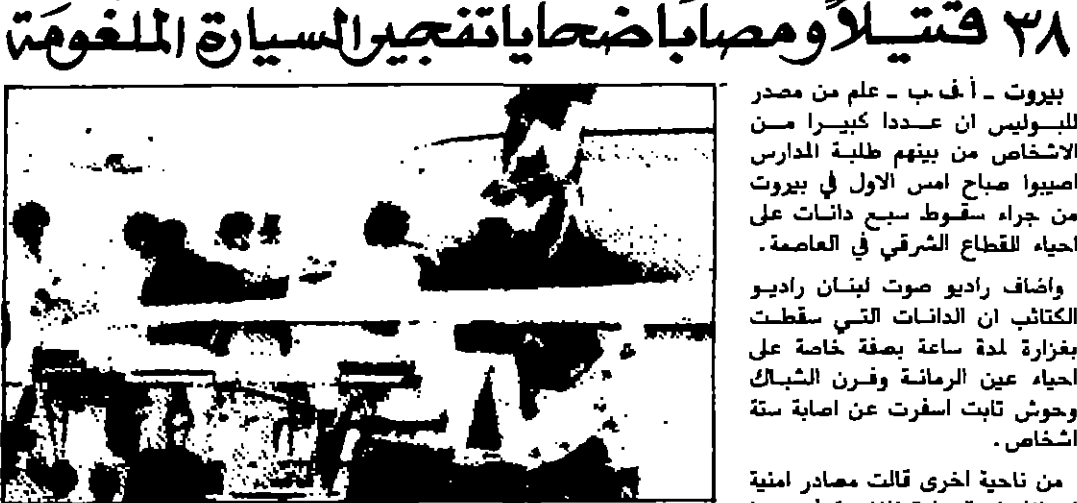 ٣٨ قتيلاً ومصاباً ضحايا تفجير السيارة الملغومة
بيروت - أ.ف.ب - علم من مصدر
للبوليس ان عددا كبيرا من
الاشخاص من بينهم طلبة المدارس
اصيبوا صباح امس الاول في بيروت
من جراء سقوط سبع دانات على
احياء للقطاع الشرقي في العاصمة.
واضاف راديو صوت لبنان راديو
الكتائب ان الدانات التي سقطت
بغزارة لمدة ساعة بصفة خاصة على
احياء عين الرمانة وفرن الشباك
وحوش تابت اسفرت عن اصابة ستة
اشخاص.
من ناحية اخرى قالت مصادر امنية